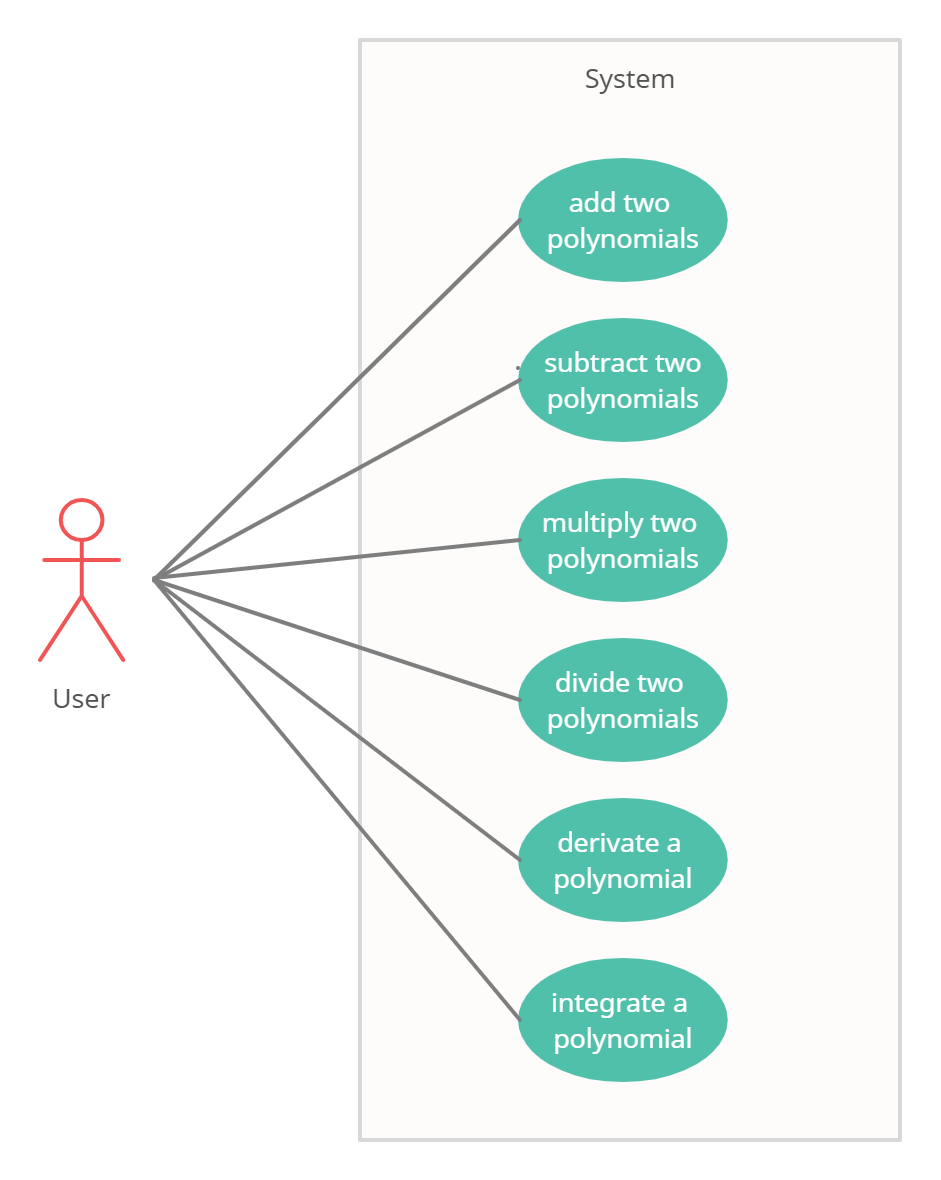 System
add two
polynomials
subtract two
polynomials
multiply two
polynomials
User
divide two
polynomials
derivate a
polynomial
integrate a
polynomial